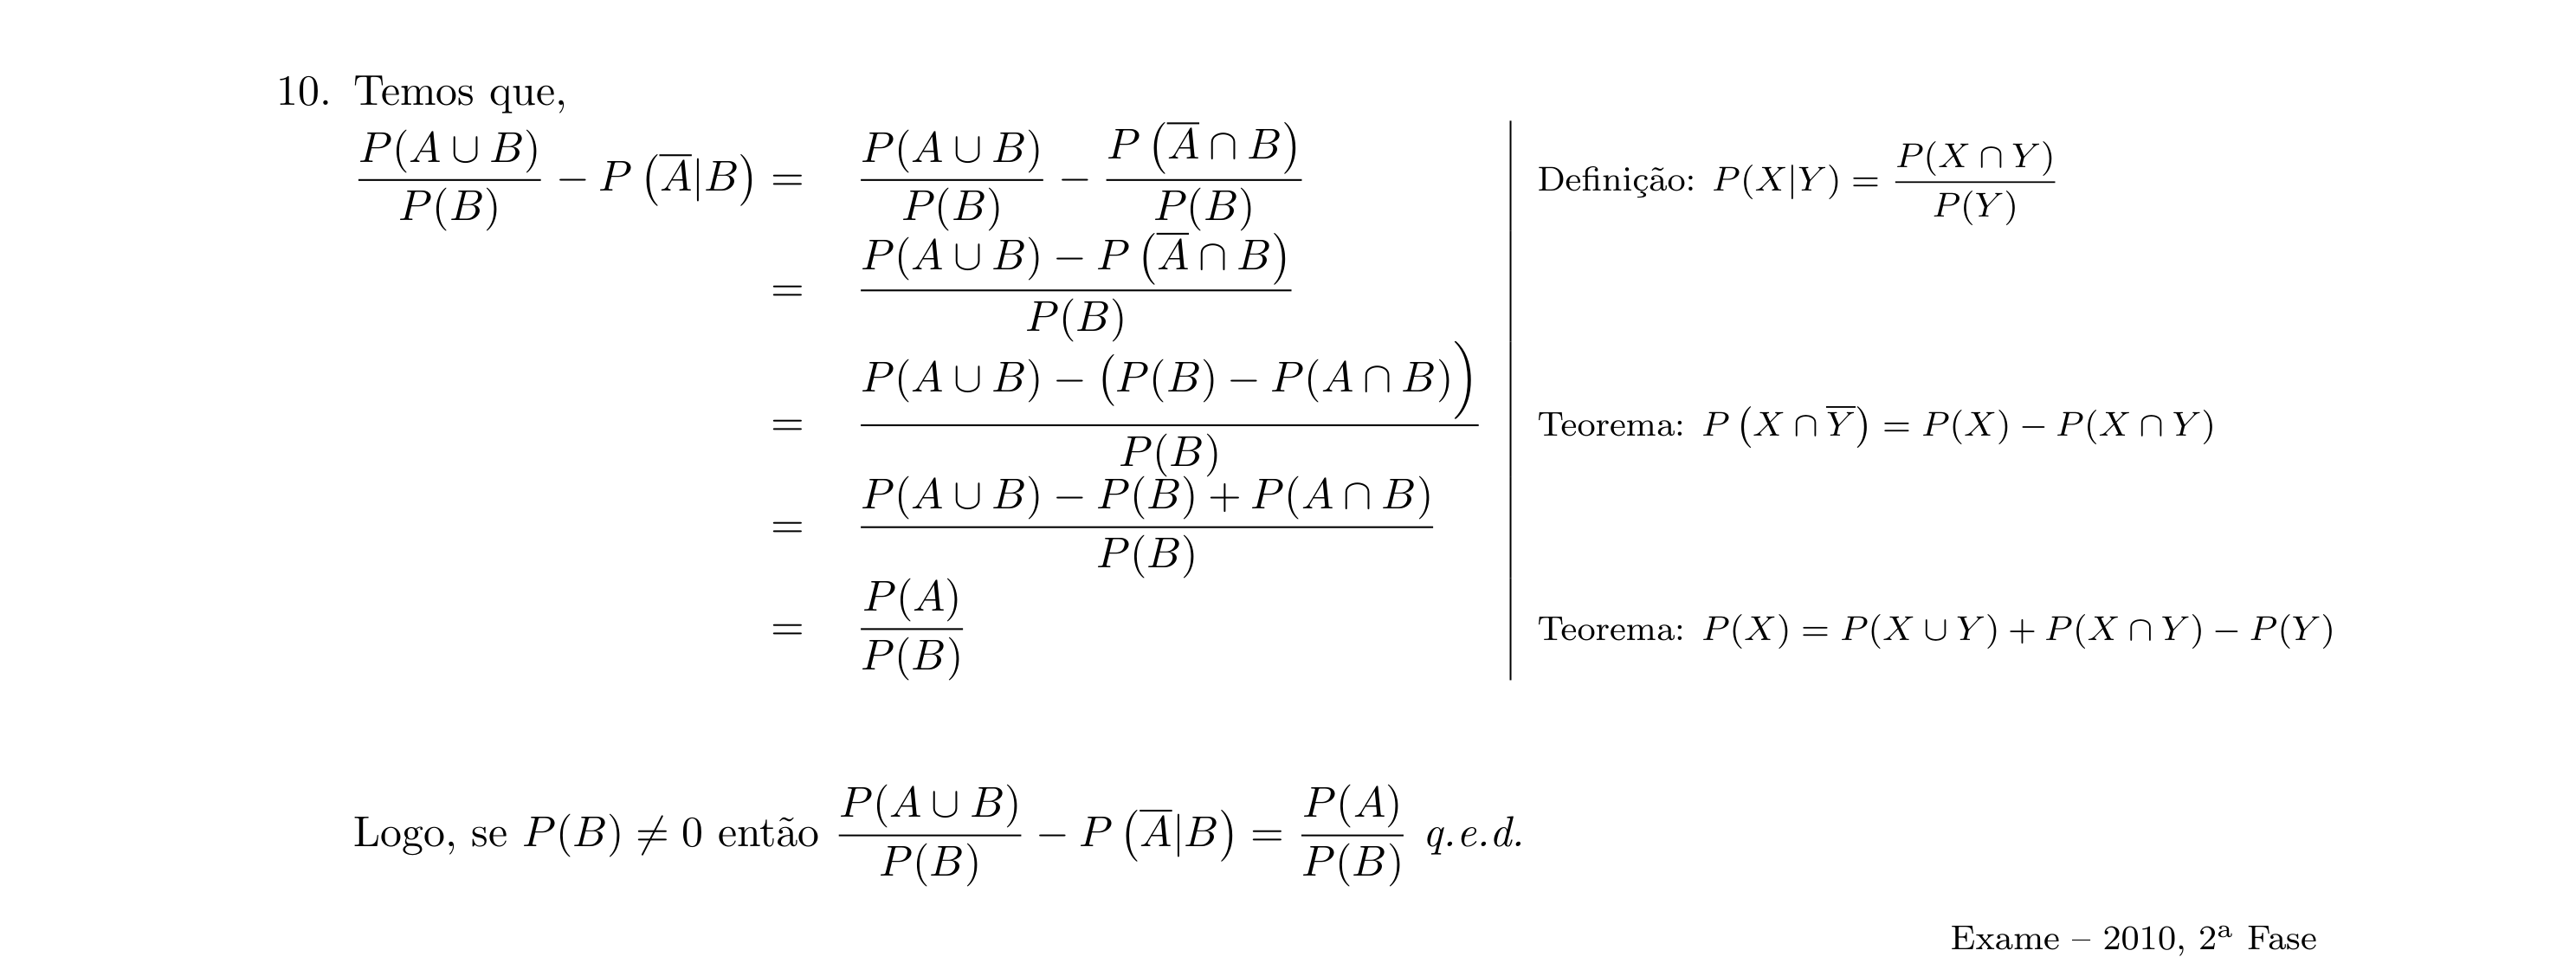 10. Temos que,
\frac{P(A \cup B)}{P(B)} - P\left(\overline{A}|B\right) = \frac{P(A \cup B)}{P(B)} - \frac{P\left(\overline{A} \cap B\right)}{P(B)} | Definição: P(X|Y) = \frac{P(X \cap Y)}{P(Y)}
= \frac{P(A \cup B) - P\left(\overline{A} \cap B\right)}{P(B)}
= \frac{P(A \cup B) - \left(P(B) - P(A \cap B)\right)}{P(B)} | Teorema: P\left(X \cap \overline{Y}\right) = P(X) - P(X \cap Y)
= \frac{P(A \cup B) - P(B) + P(A \cap B)}{P(B)}
= \frac{P(A)}{P(B)} | Teorema: P(X) = P(X \cup Y) + P(X \cap Y) - P(Y)
Logo, se P(B) \neq 0 então \frac{P(A \cup B)}{P(B)} - P\left(\overline{A}|B\right) = \frac{P(A)}{P(B)} q.e.d.
Exame – 2010, 2ª Fase